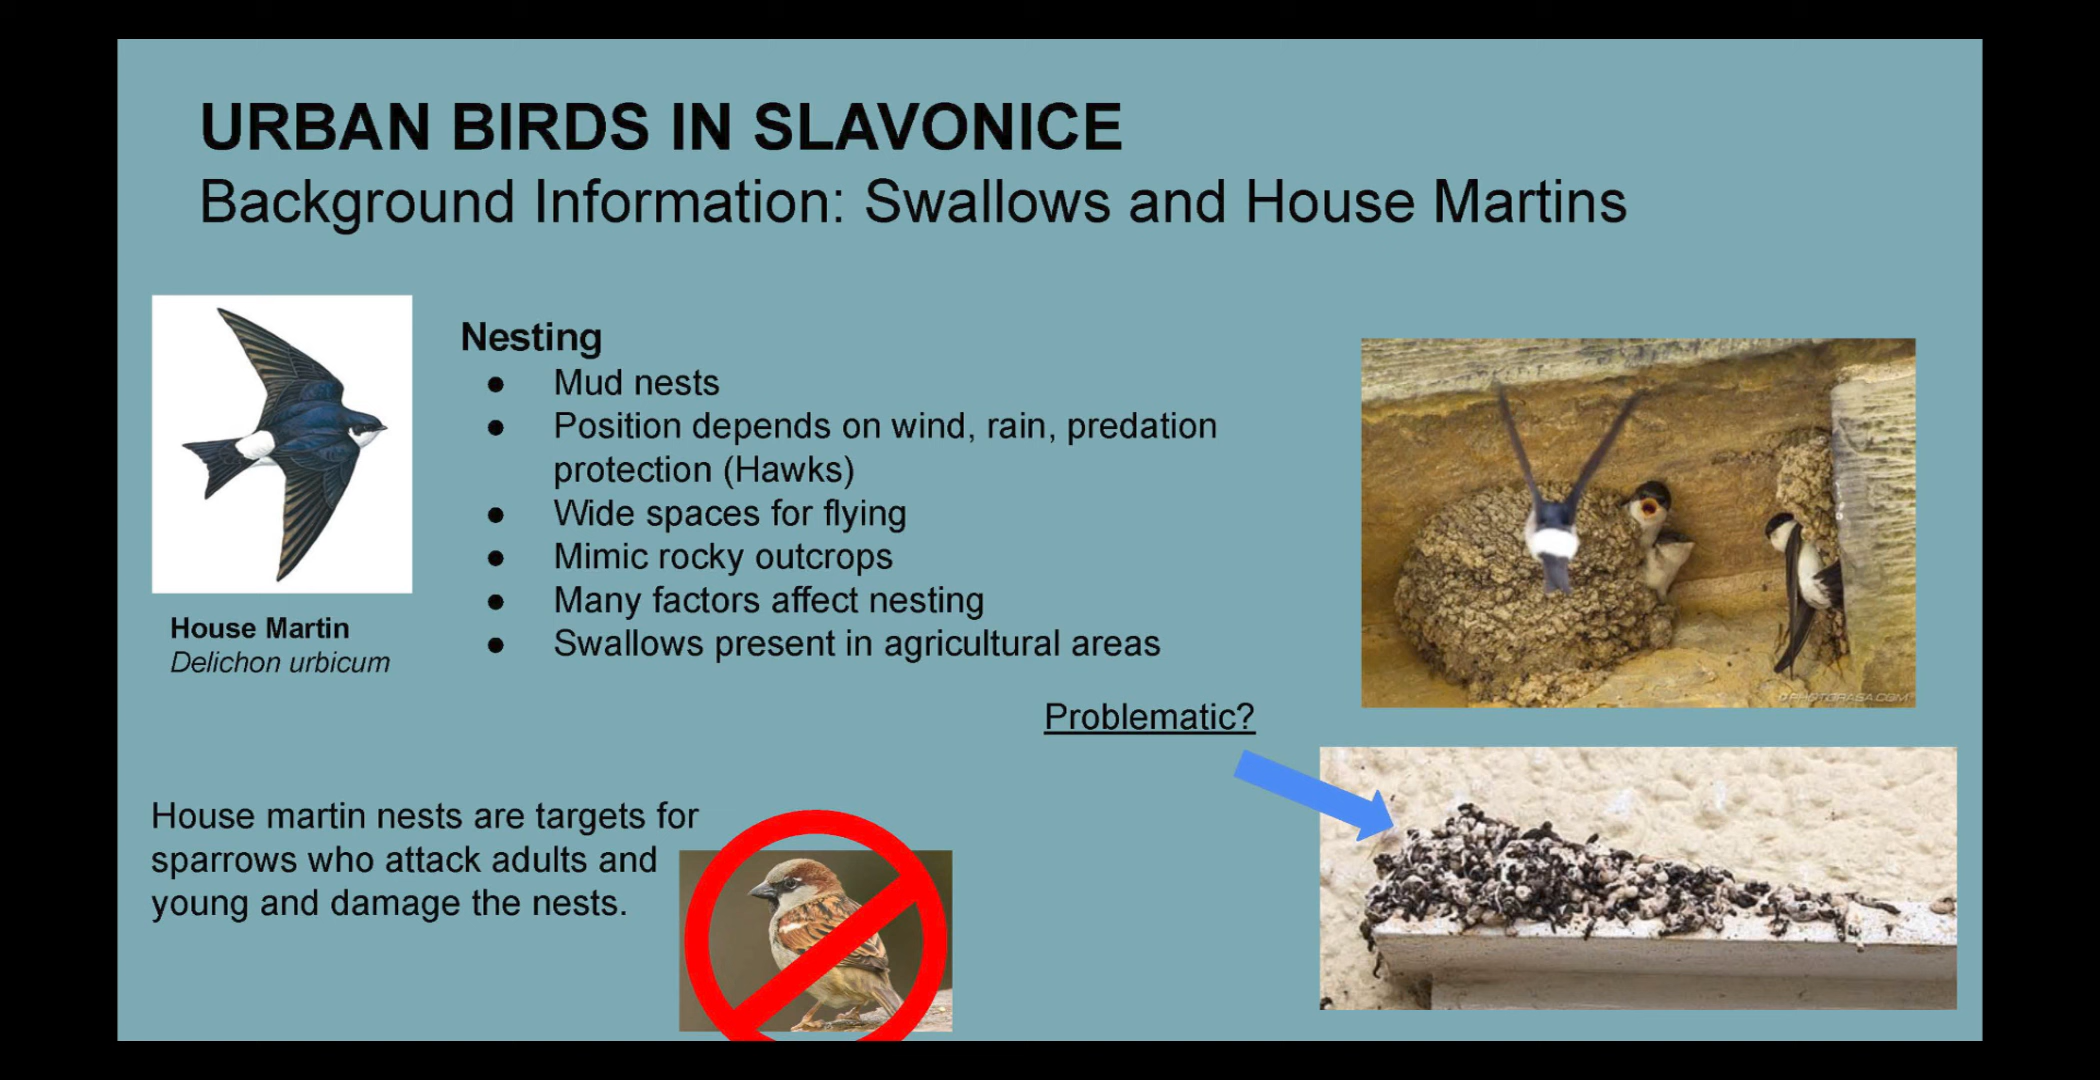 URBAN BIRDS IN SLAVONICE
Background Information: Swallows and House Martins
House Martin
Delichon urbicum
Nesting
● Mud nests
● Position depends on wind, rain, predation
protection (Hawks)
● Wide spaces for flying
● Mimic rocky outcrops
● Many factors affect nesting
● Swallows present in agricultural areas
Problematic?
House martin nests are targets for
sparrows who attack adults and
young and damage the nests.